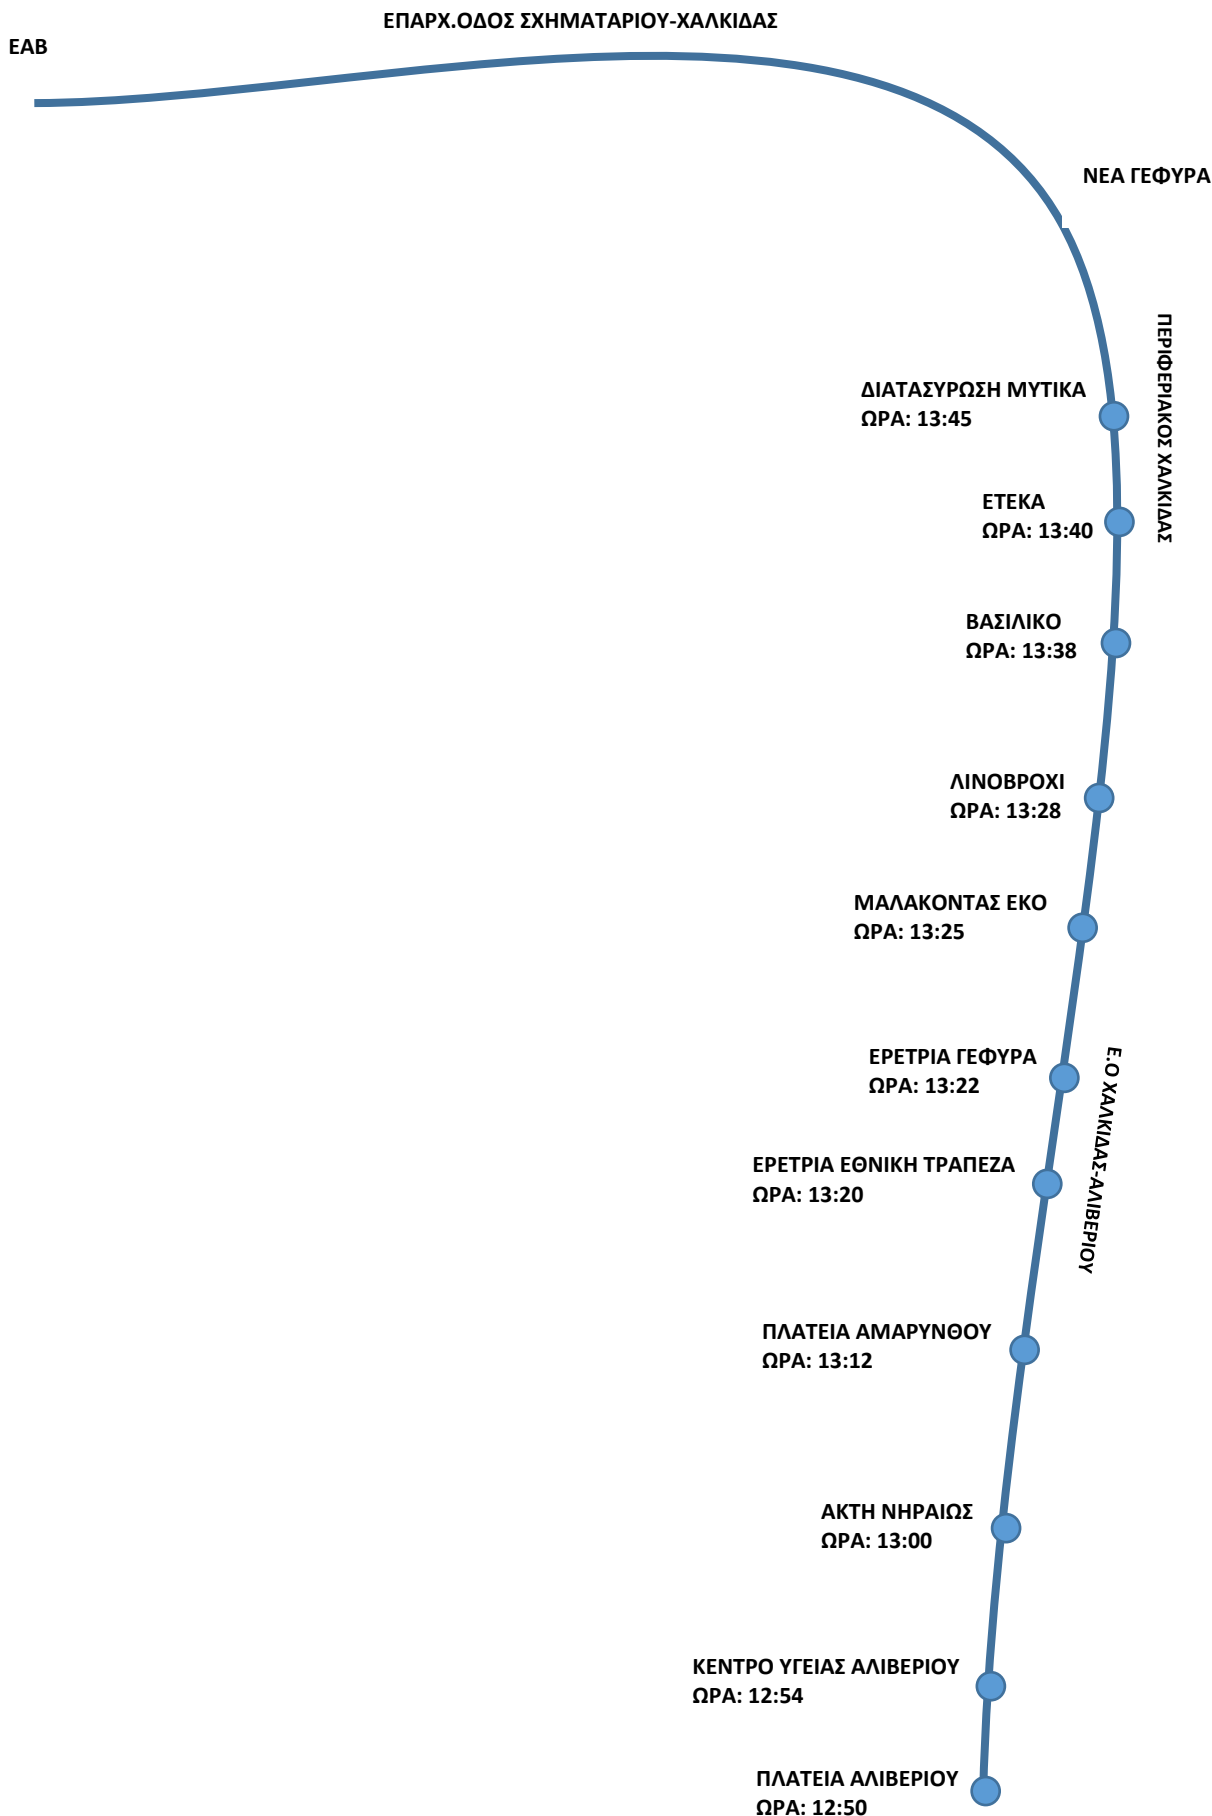 ΕΠΑΡΧ.ΟΔΟΣ ΣΧΗΜΑΤΑΡΙΟΥ-ΧΑΛΚΙΔΑΣ
ΕΑΒ
ΝΕΑ ΓΕΦΥΡΑ
ΠΕΡΙΦΕΡΙΑΚΟΣ ΧΑΛΚΙΔΑΣ
ΔΙΑΤΑΣΥΡΩΣΗ ΜΥΤΙΚΑ
ΩΡΑ: 13:45
ΕΤΕΚΑ
ΩΡΑ: 13:40
ΒΑΣΙΛΙΚΟ
ΩΡΑ: 13:38
ΛΙΝΟΒΡΟΧΙ
ΩΡΑ: 13:28
ΜΑΛΑΚΟΝΤΑΣ ΕΚΟ
ΩΡΑ: 13:25
ΕΡΕΤΡΙΑ ΓΕΦΥΡΑ
ΩΡΑ: 13:22
Ε.Ο ΧΑΛΚΙΔΑΣ-ΑΛΙΒΕΡΙΟΥ
ΕΡΕΤΡΙΑ ΕΘΝΙΚΗ ΤΡΑΠΕΖΑ
ΩΡΑ: 13:20
ΠΛΑΤΕΙΑ ΑΜΑΡΥΝΘΟΥ
ΩΡΑ: 13:12
ΑΚΤΗ ΝΗΡΑΙΩΣ
ΩΡΑ: 13:00
ΚΕΝΤΡΟ ΥΓΕΙΑΣ ΑΛΙΒΕΡΙΟΥ
ΩΡΑ: 12:54
ΠΛΑΤΕΙΑ ΑΛΙΒΕΡΙΟΥ
ΩΡΑ: 12:50